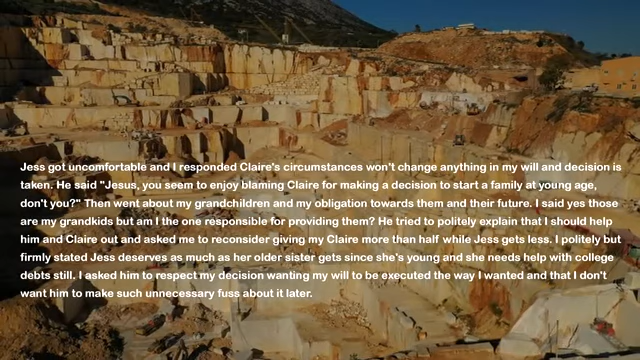 Jess got uncomfortable and I responded Claire's circumstances won't change anything in my will and decision is
taken. He said "Jesus, you seem to enjoy blaming Claire for making a decision to start a family at young age,
don't you?" Then went about my grandchildren and my obligation towards them and their future. I said yes those
are my grandkids but am I the one responsible for providing them? He tried to politely explain that I should help
him and Claire out and asked me to reconsider giving my Claire more than half while Jess gets less. I politely but
firmly stated Jess deserves as much as her older sister gets since she's young and she needs help with college
debts still. I asked him to respect my decision wanting my will to be executed the way I wanted and that I don't
want him to make such unnecessary fuss about it later.